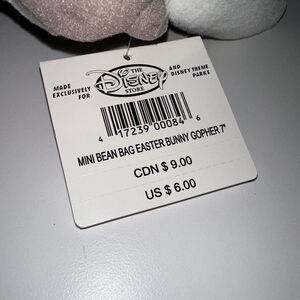 MADE EXCLUSIVELY FOR
THE
DISNEY
STORE
AND DISNEY THEME PARKS
4 17239 00084 6
MINI BEAN BAG EASTER BUNNY GOPHER 7"
CDN $ 9.00
US $ 6.00